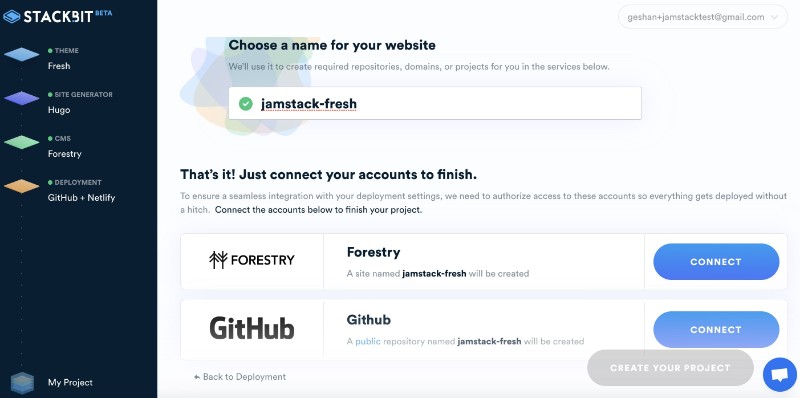 STACKBIT BETA
geshan+jamstacktest@gmail.com
THEME
Fresh
SITE GENERATOR
Hugo
CMS
Forestry
DEPLOYMENT
GitHub + Netlify
My Project
Choose a name for your website
We'll use it to create required repositories, domains, or projects for you in the services below.
jamstack-fresh
That's it! Just connect your accounts to finish.
To ensure a seamless integration with your deployment settings, we need to authorize access to these accounts so everything gets deployed without
a hitch. Connect the accounts below to finish your project.
FORESTRY
Forestry
A site named jamstack-fresh will be created
CONNECT
GitHub
Github
A public repository named jamstack-fresh will be created
CONNECT
Back to Deployment
CREATE YOUR PROJECT